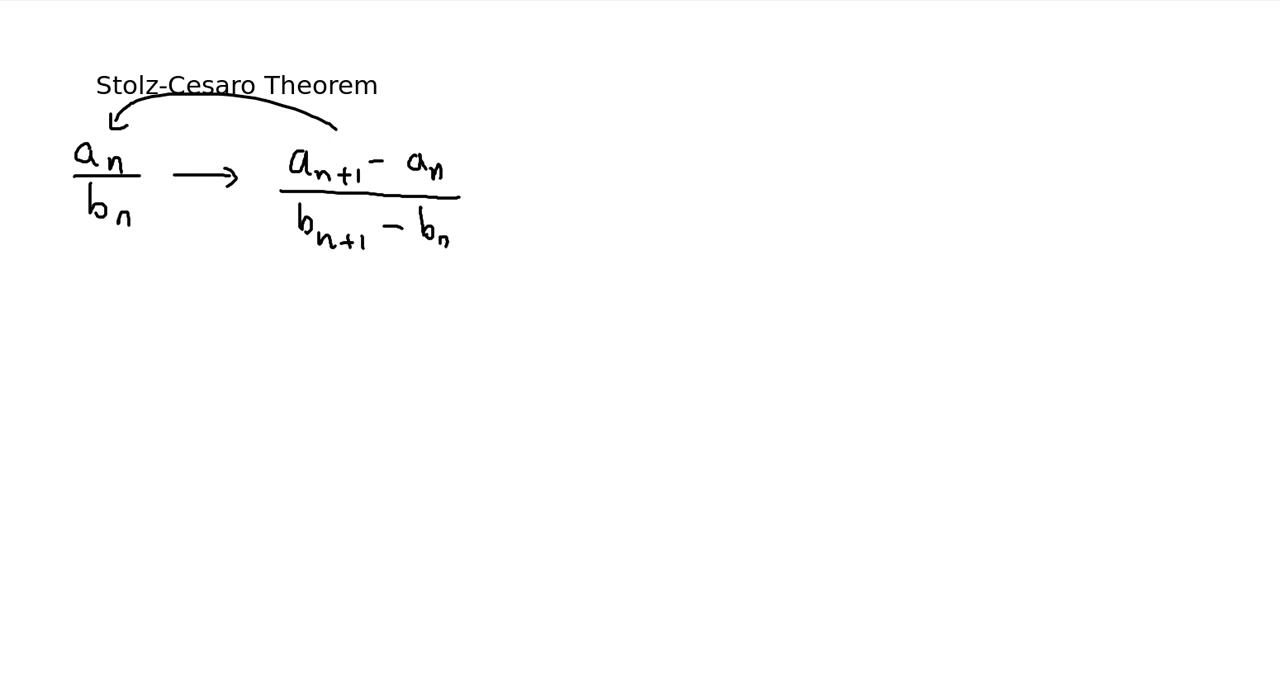 Stolz-Cesaro Theorem
a_n / b_n → (a_{n+1} - a_n) / (b_{n+1} - b_n)